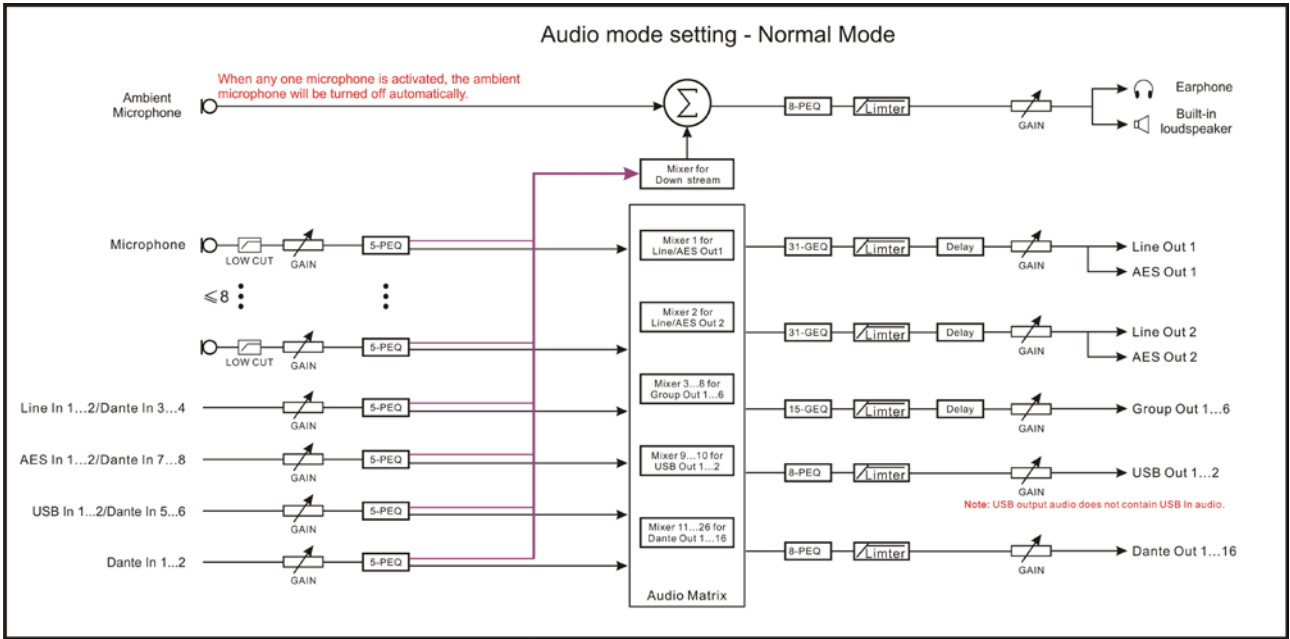 Audio mode setting - Normal Mode
When any one microphone is activated, the ambient
microphone will be turned off automatically.
Ambient
Microphone
Σ
8-PEQ
Limter
GAIN
Earphone
Built-in
loudspeaker
Mixer for
Down stream
Microphone
LOW CUT
GAIN
5-PEQ
Mixer 1 for
Line/AES Out1
31-GEQ
Limter
Delay
GAIN
Line Out 1
AES Out 1
≤8
LOW CUT
GAIN
5-PEQ
Mixer 2 for
Line/AES Out 2
31-GEQ
Limter
Delay
GAIN
Line Out 2
AES Out 2
Line In 1...2/Dante In 3...4
GAIN
5-PEQ
Mixer 3...8 for
Group Out 1...6
15-GEQ
Limter
Delay
GAIN
Group Out 1...6
AES In 1...2/Dante In 7...8
GAIN
5-PEQ
Mixer 9...10 for
USB Out 1...2
8-PEQ
Limter
GAIN
USB Out 1...2
Note: USB output audio does not contain USB In audio.
USB In 1...2/Dante In 5...6
GAIN
5-PEQ
Mixer 11...26 for
Dante Out 1...16
8-PEQ
Limter
GAIN
Dante Out 1...16
Dante In 1...2
GAIN
5-PEQ
Audio Matrix